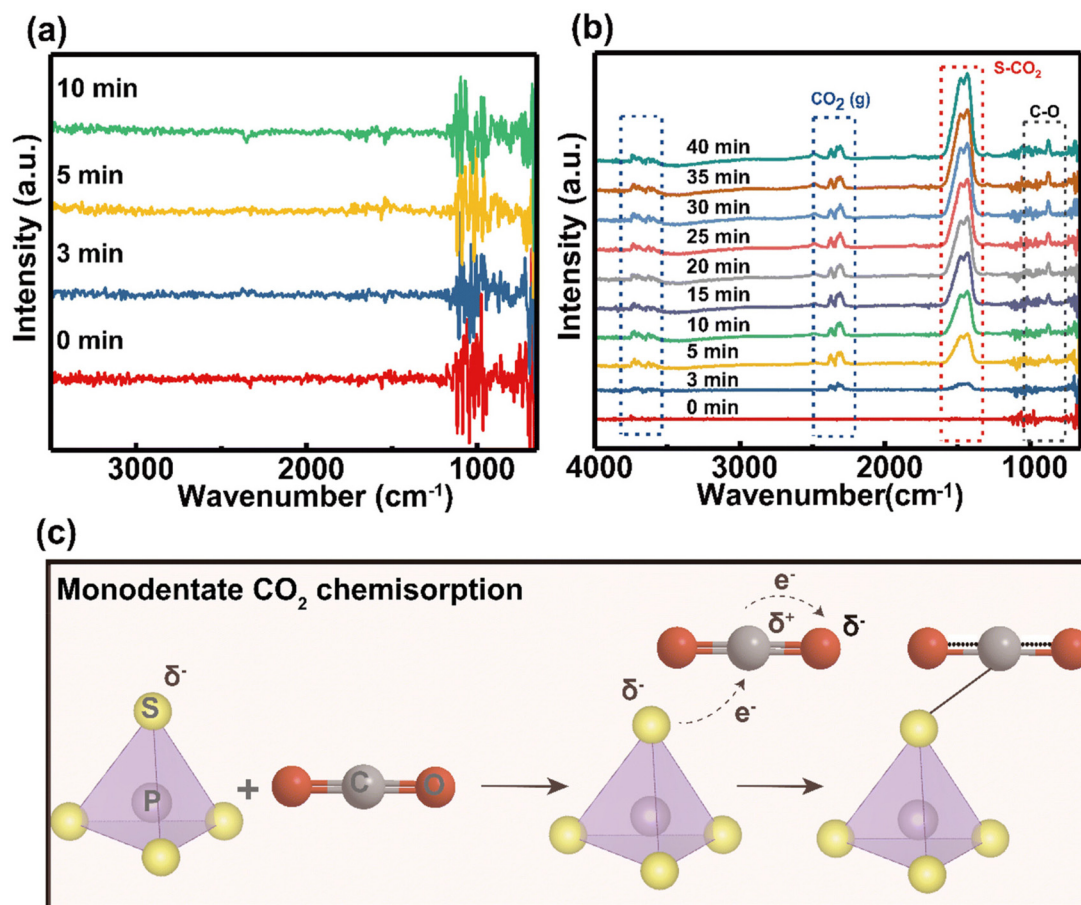 (a)
10 min
5 min
3 min
0 min
Intensity (a.u.)
3000 2000 1000
Wavenumber (cm⁻¹)
(b)
S-CO₂
CO₂ (g)
C-O
40 min
35 min
30 min
25 min
20 min
15 min
10 min
5 min
3 min
0 min
Intensity (a.u.)
4000 3000 2000 1000
Wavenumber(cm⁻¹)
(c)
Monodentate CO₂ chemisorption
e⁻
δ⁺ δ⁻
δ⁻ δ⁻
S
e⁻
P + C O